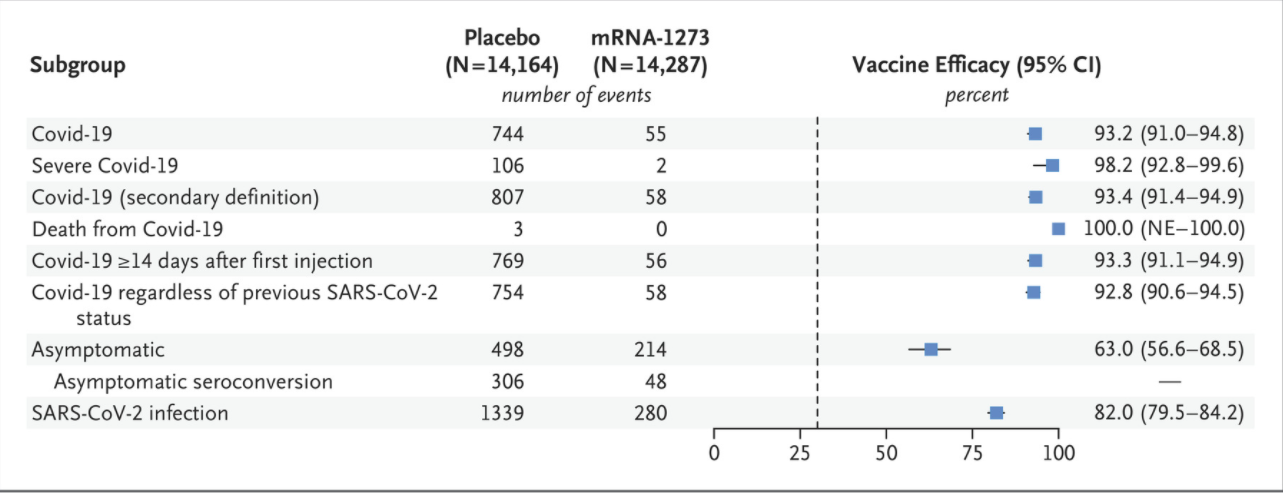 Placebo mRNA-1273
Subgroup (N=14,164) (N=14,287) Vaccine Efficacy (95% CI)
number of events percent
Covid-19 744 55 93.2 (91.0–94.8)
Severe Covid-19 106 2 98.2 (92.8–99.6)
Covid-19 (secondary definition) 807 58 93.4 (91.4–94.9)
Death from Covid-19 3 0 100.0 (NE–100.0)
Covid-19 ≥14 days after first injection 769 56 93.3 (91.1–94.9)
Covid-19 regardless of previous SARS-CoV-2 754 58 92.8 (90.6–94.5)
status
Asymptomatic 498 214 63.0 (56.6–68.5)
Asymptomatic seroconversion 306 48 —
SARS-CoV-2 infection 1339 280 82.0 (79.5–84.2)
0 25 50 75 100